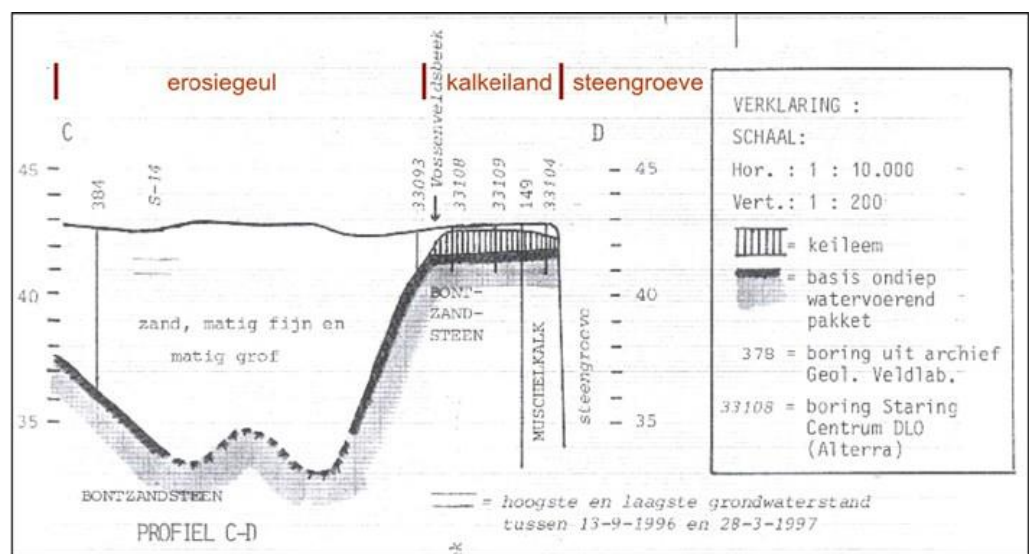 erosiegeul
kalkeiland
steengroeve
C
D
Vossenveldsbeek
45
40
35
384
S-14
33093
33108
33109
149
33104
45
40
35
zand, matig fijn en
matig grof
BONT-
ZAND-
STEEN
MUSCHELKALK
steengroeve
BONTZANDSTEEN
PROFIEL C-D
= hoogste en laagste grondwaterstand
tussen 13-9-1996 en 28-3-1997
VERKLARING :
SCHAAL:
Hor. : 1 : 10.000
Vert.: 1 : 200
= keileem
= basis ondiep
watervoerend
pakket
378 = boring uit archief
Geol. Veldlab.
33108 = boring Staring
Centrum DLO
(Alterra)